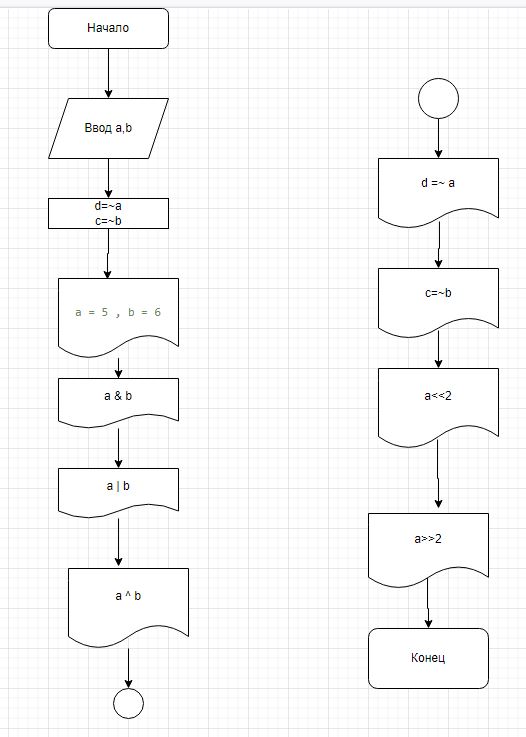 Начало
Ввод a,b
d=~a
c=~b
a = 5 , b = 6
a & b
a | b
a ^ b
d =~ a
c=~b
a<<2
a>>2
Конец